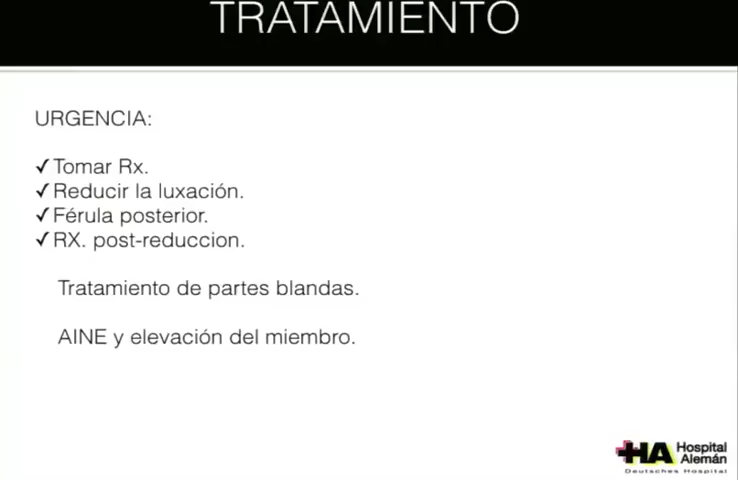 TRATAMIENTO
URGENCIA:
✓Tomar Rx.
✓Reducir la luxación.
✓Férula posterior.
✓RX. post-reduccion.
Tratamiento de partes blandas.
AINE y elevación del miembro.
HA Hospital
Alemán
Deutsches Hospital